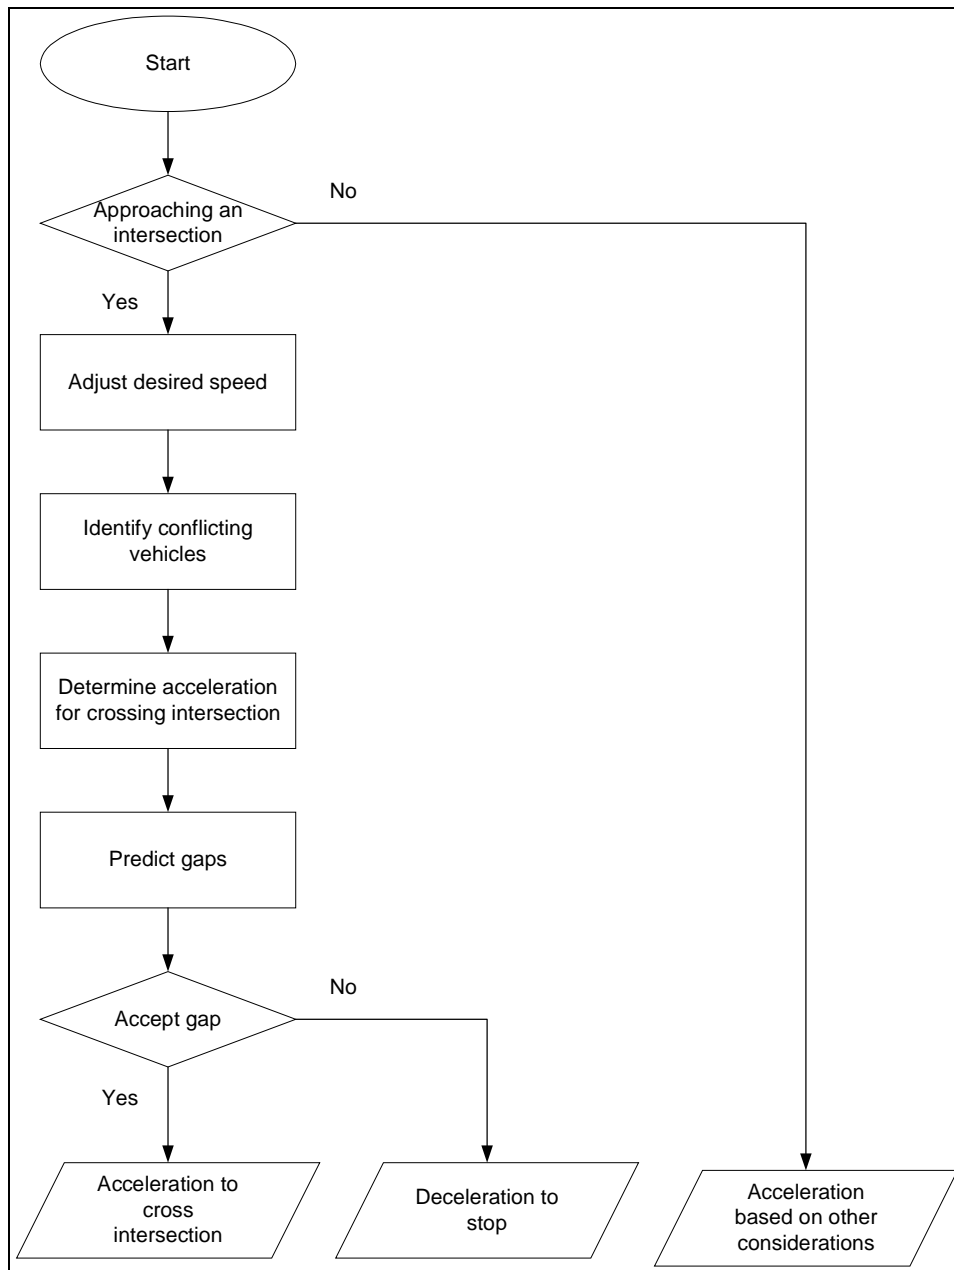 Start
No
Approaching an
intersection
Yes
Adjust desired speed
Identify conflicting
vehicles
Determine acceleration
for crossing intersection
Predict gaps
No
Accept gap
Yes
Acceleration to
cross
intersection
Deceleration to
stop
Acceleration
based on other
considerations